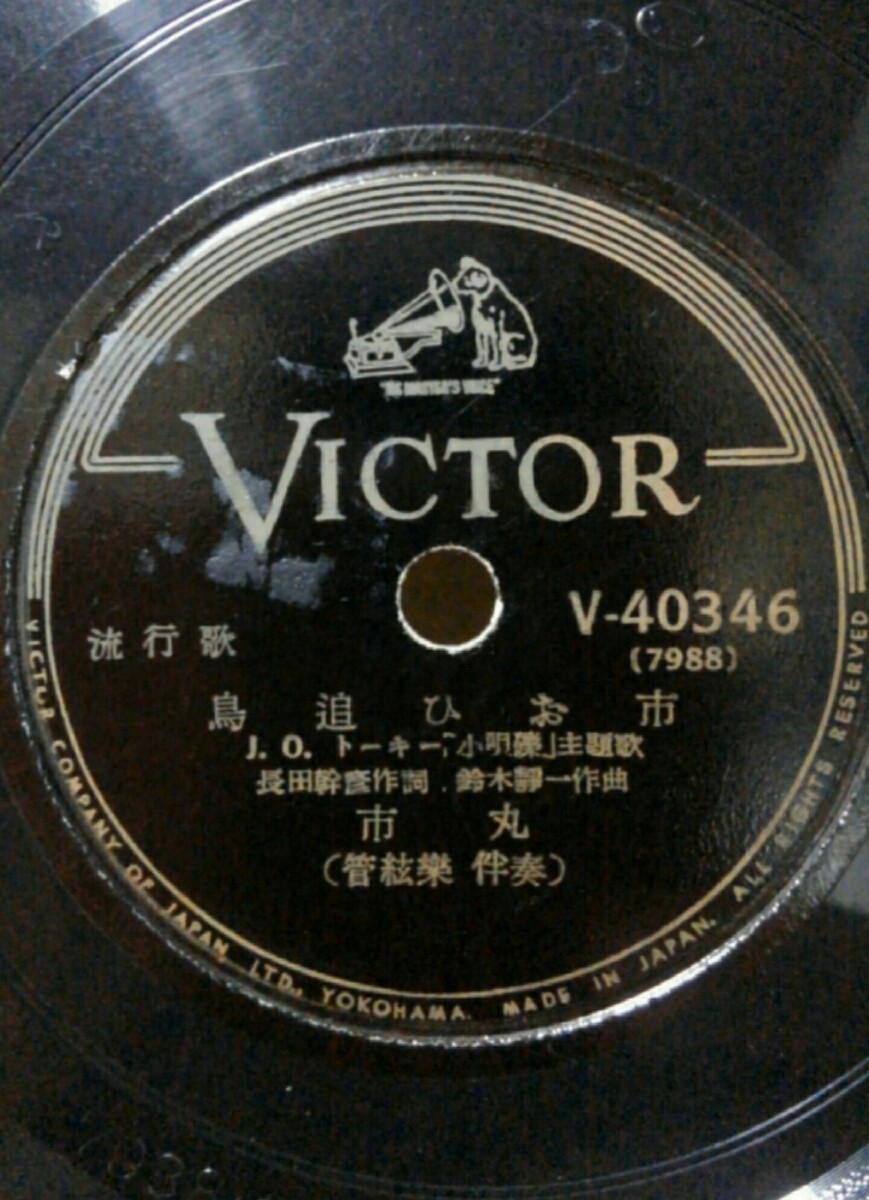 "HIS MASTER'S VOICE"
VICTOR
流行歌
V-40346
(7988)
鳥追ひお市
J. O. トーキー「小唄礫」主題歌
長田幹彦作詞 . 鈴木靜一作曲
市丸
(管絃樂 伴奏)
VICTOR COMPANY OF JAPAN, LTD., YOKOHAMA. MADE IN JAPAN. ALL RIGHTS RESERVED